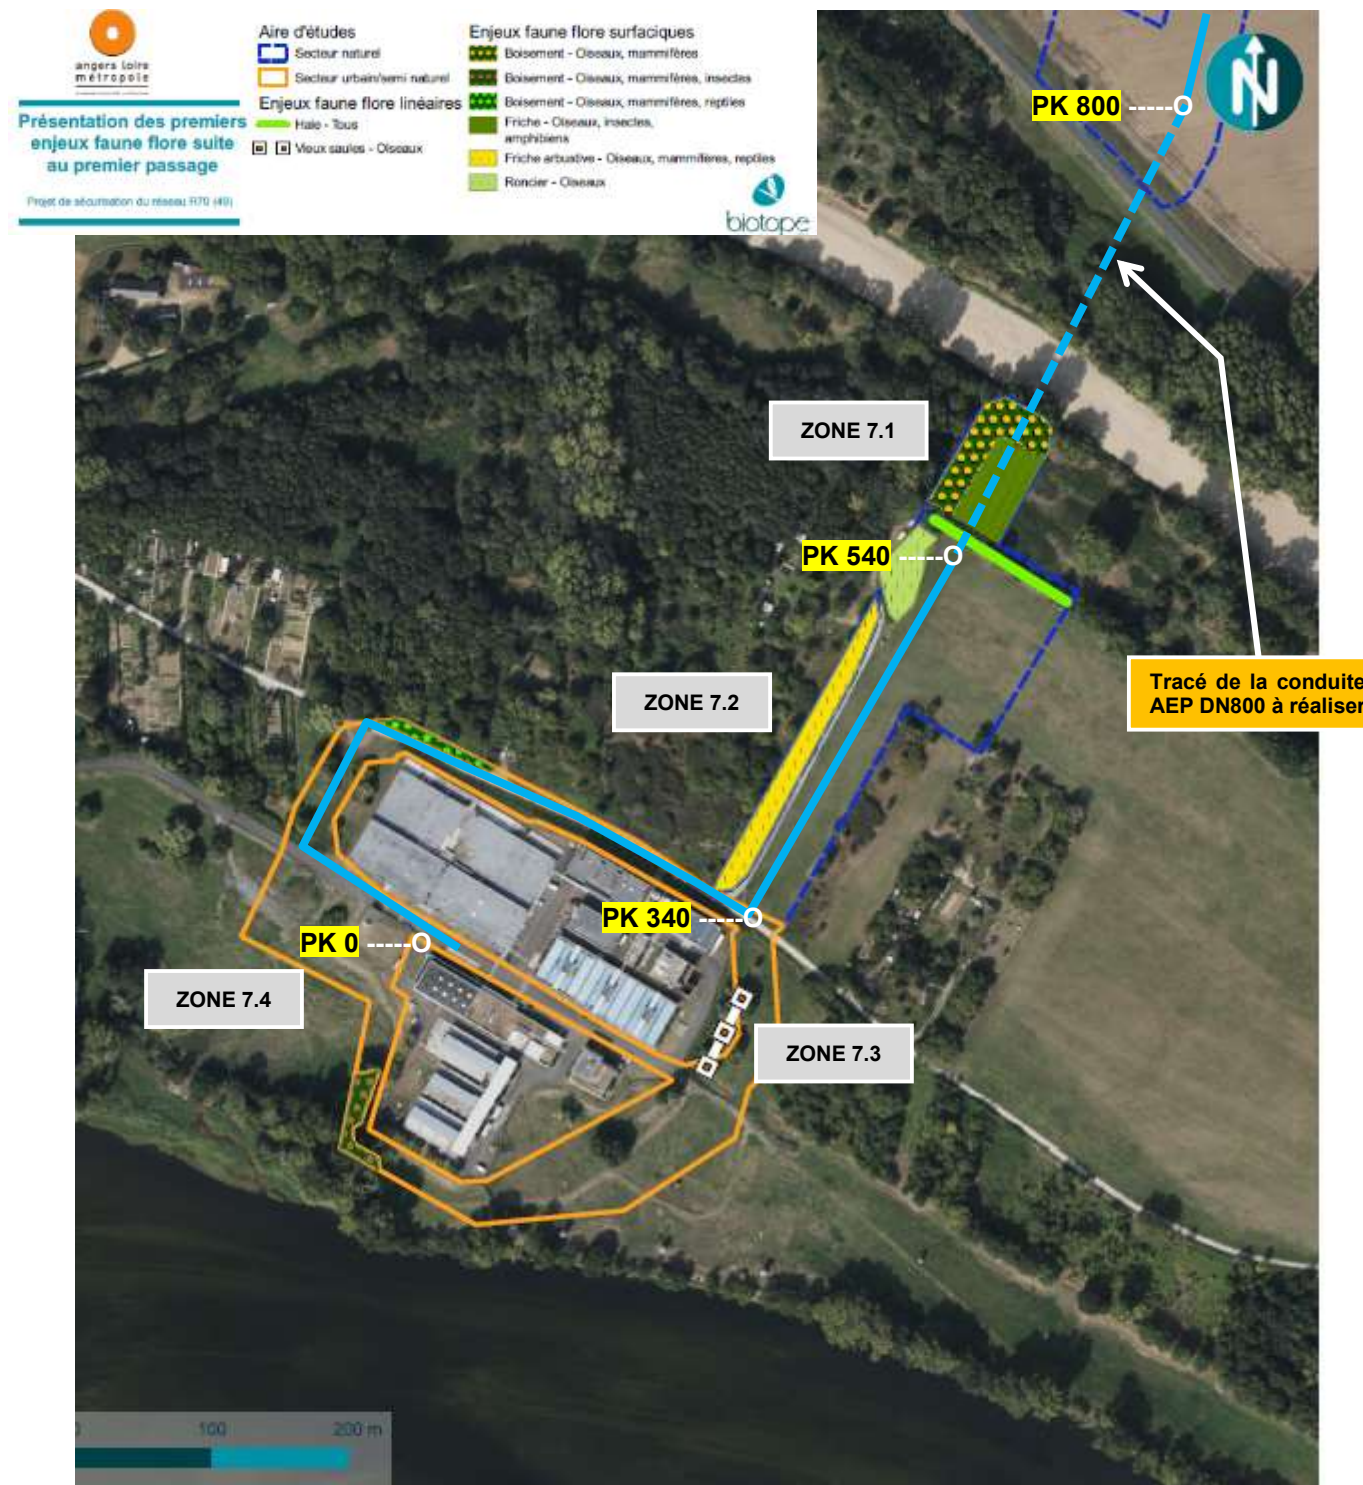 angers Loire
métropole
Présentation des premiers
enjeux faune flore suite
au premier passage
Projet de sécurisation du réseau R70 (49)
Aire d'études
Secteur naturel
Secteur urbain/semi naturel
Enjeux faune flore linéaires
Haie - Tous
Vieux saules - Oiseaux
Enjeux faune flore surfaciques
Boisement - Oiseaux, mammifères
Boisement - Oiseaux, mammifères, insectes
Boisement - Oiseaux, mammifères, reptiles
Friche - Oiseaux, insectes,
amphibiens
Friche arbustive - Oiseaux, mammifères, reptiles
Roncier - Oiseaux
biotope
N
PK 800 -----O
ZONE 7.1
PK 540 -----O
ZONE 7.2
Tracé de la conduite
AEP DN800 à réaliser
PK 340 -----O
PK 0 -----O
ZONE 7.4
ZONE 7.3
100
200 m